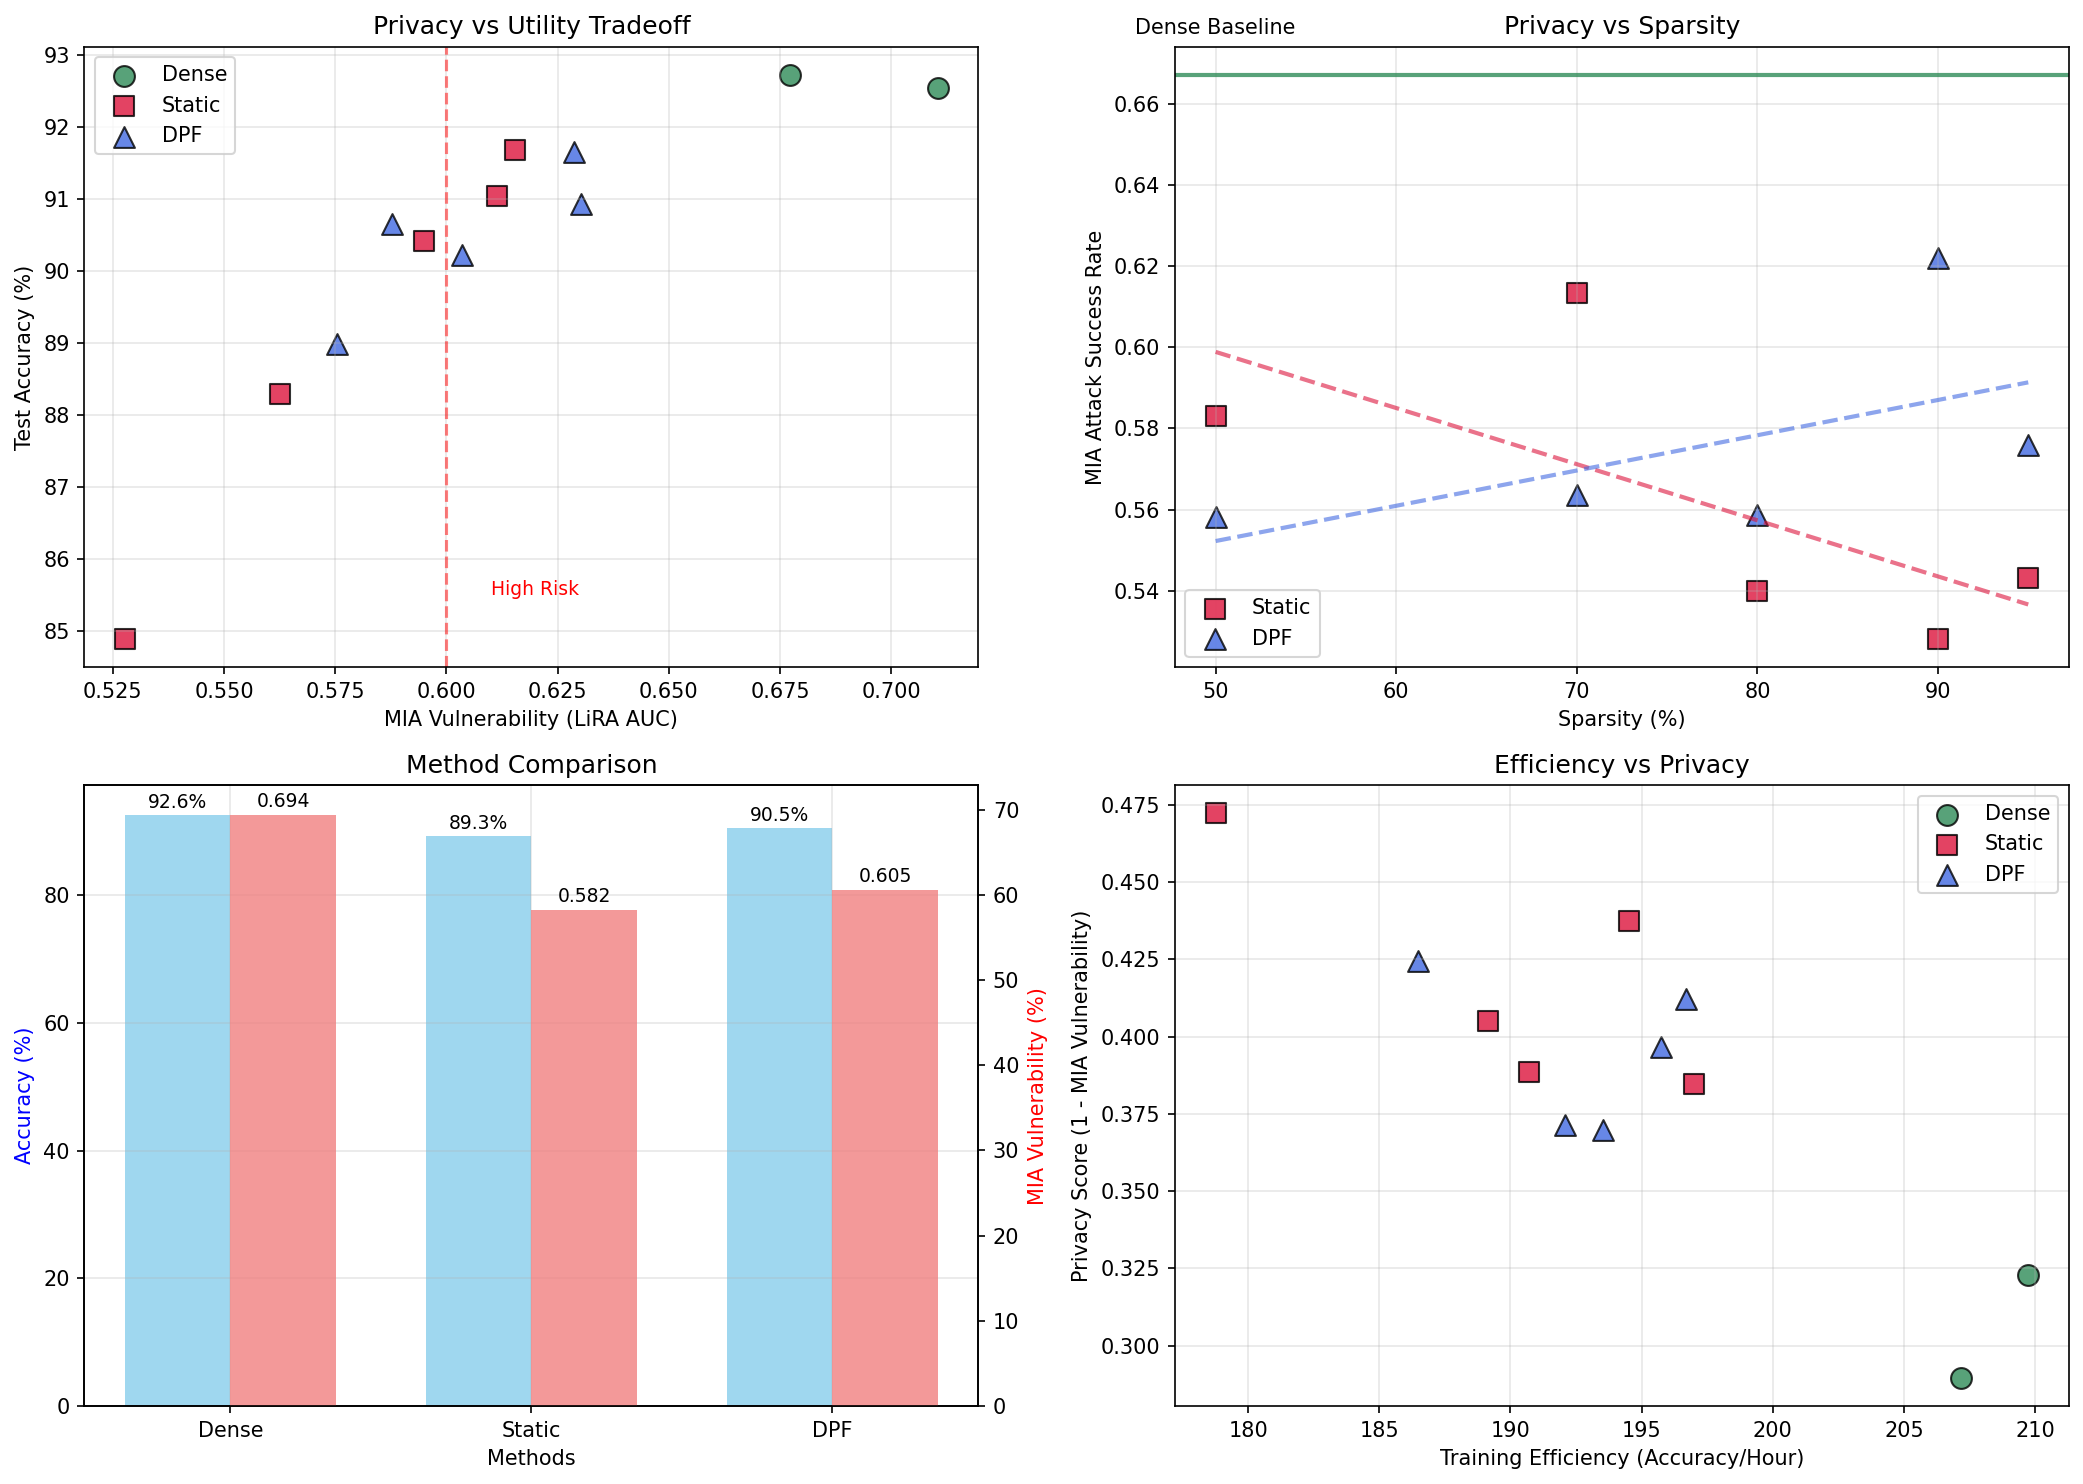 Privacy vs Utility Tradeoff
93
92
91
90
89
88
87
86
85
Test Accuracy (%)
Dense
Static
DPF
High Risk
0.525 0.550 0.575 0.600 0.625 0.650 0.675 0.700
MIA Vulnerability (LiRA AUC)
Dense Baseline
Privacy vs Sparsity
0.66
0.64
0.62
0.60
0.58
0.56
0.54
MIA Attack Success Rate
Static
DPF
50 60 70 80 90
Sparsity (%)
Method Comparison
92.6% 0.694
89.3% 0.582
90.5% 0.605
80
60
40
20
0
Accuracy (%)
70
60
50
40
30
20
10
0
MIA Vulnerability (%)
Dense Static DPF
Methods
Efficiency vs Privacy
0.475
0.450
0.425
0.400
0.375
0.350
0.325
0.300
Privacy Score (1 - MIA Vulnerability)
Dense
Static
DPF
180 185 190 195 200 205 210
Training Efficiency (Accuracy/Hour)